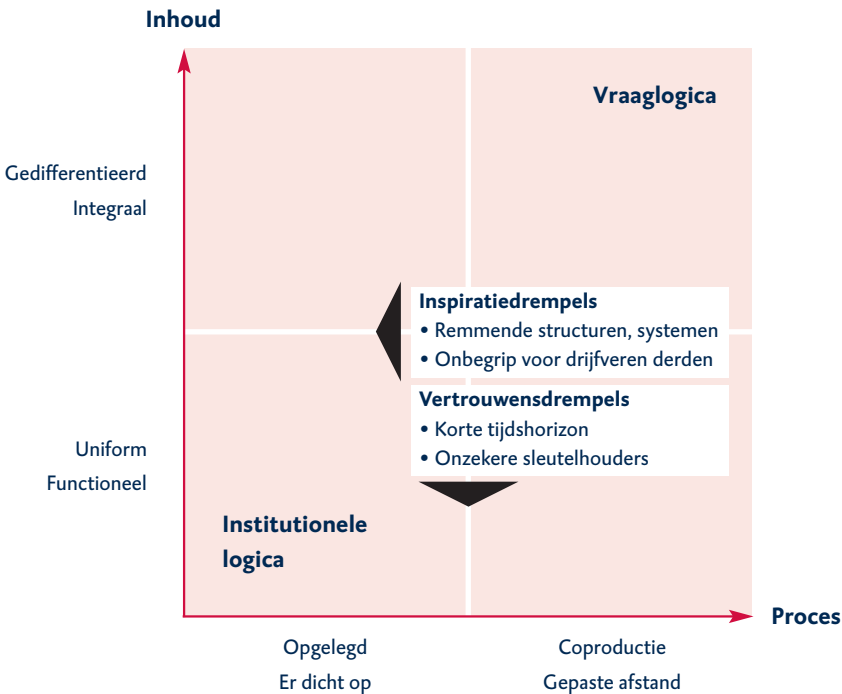 Inhoud
Vraaglogica
Gedifferentieerd
Integraal
Inspiratiedrempels
• Remmende structuren, systemen
• Onbegrip voor drijfveren derden
Vertrouwensdrempels
• Korte tijdshorizon
• Onzekere sleutelhouders
Uniform
Functioneel
Institutionele
logica
Proces
Opgelegd
Er dicht op
Coproductie
Gepaste afstand